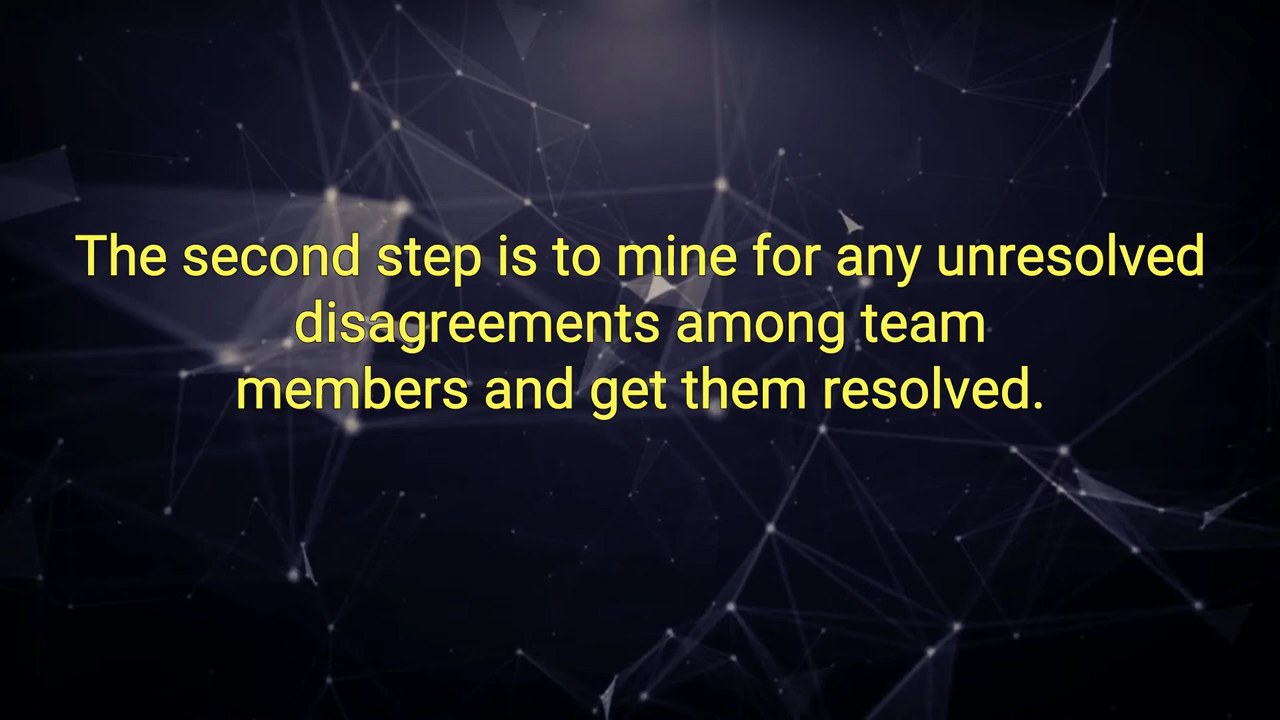 The second step is to mine for any unresolved
disagreements among team
members and get them resolved.